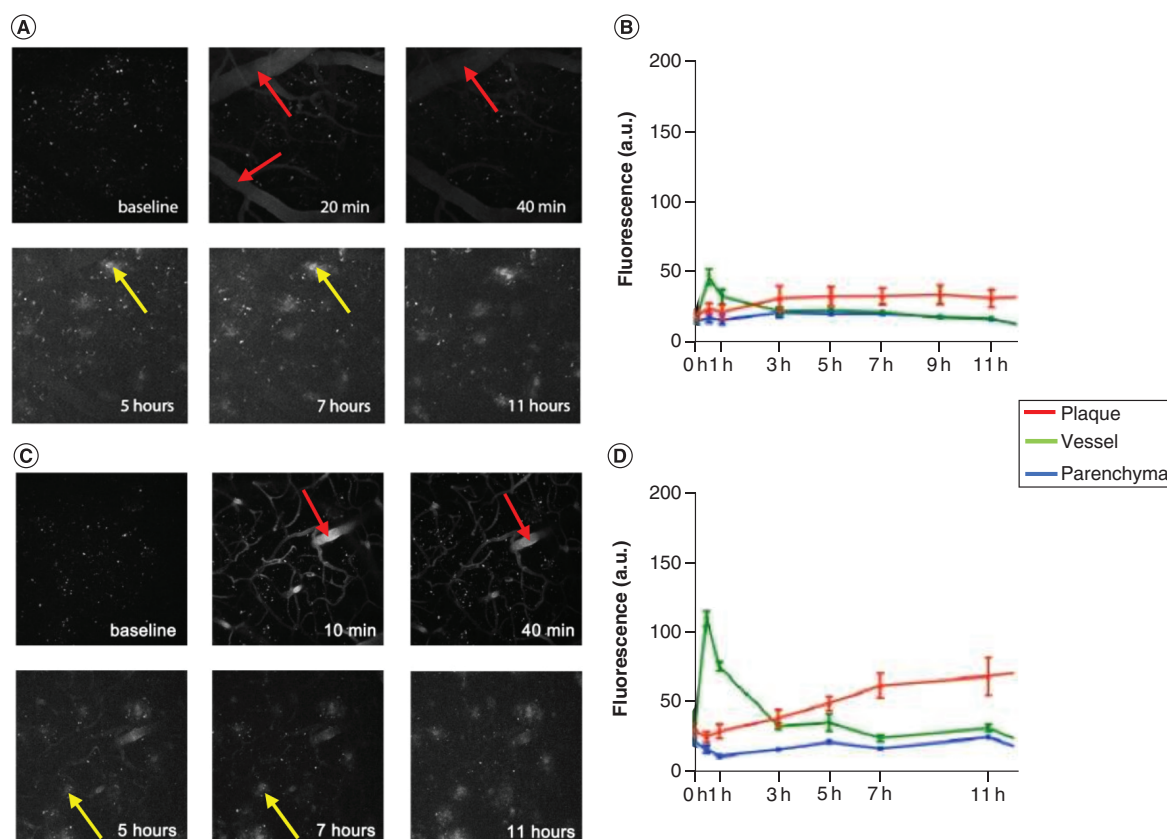 A
baseline
20 min
40 min
5 hours
7 hours
11 hours
B
200
150
100
50
0
Fluorescence (a.u.)
0 h 1 h 3 h 5 h 7 h 9 h 11 h
Plaque
Vessel
Parenchyma
C
baseline
10 min
40 min
5 hours
7 hours
11 hours
D
200
150
100
50
0
Fluorescence (a.u.)
0 h 1 h 3 h 5 h 7 h 11 h